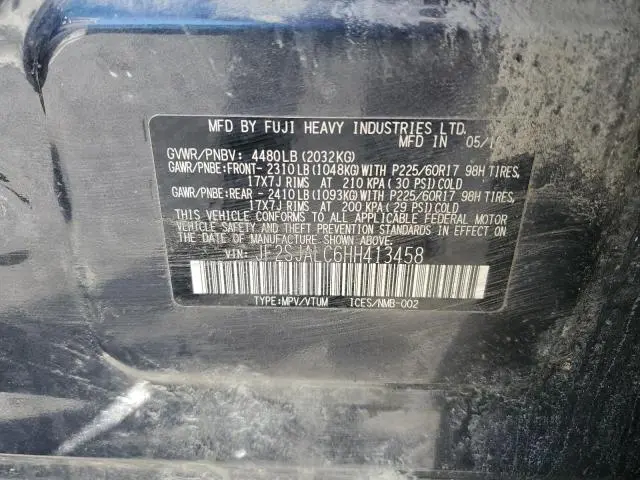 MFD BY FUJI HEAVY INDUSTRIES LTD.
MFD IN 05/1
GVWR/PNBV: 4480LB (2032KG)
GAWR/PNBE:FRONT- 2310LB (1048KG) WITH P225/60R17 98H TIRES,
17X7J RIMS AT 210 KPA (30 PSI) COLD
GAWR/PNBE:REAR - 2410LB (1093KG) WITH P225/60R17 98H TIRES,
17X7J RIMS AT 200 KPA (29 PSI) COLD
THIS VEHICLE CONFORMS TO ALL APPLICABLE FEDERAL MOTOR
VEHICLE SAFETY AND BUMPER STANDARDS IN EFFECT ON
THE DATE OF MANUFACTURE SHOWN ABOVE.
VIN: JF2SJAEC6HH413458
TYPE:MPV/VTUM ICES/NMB-002